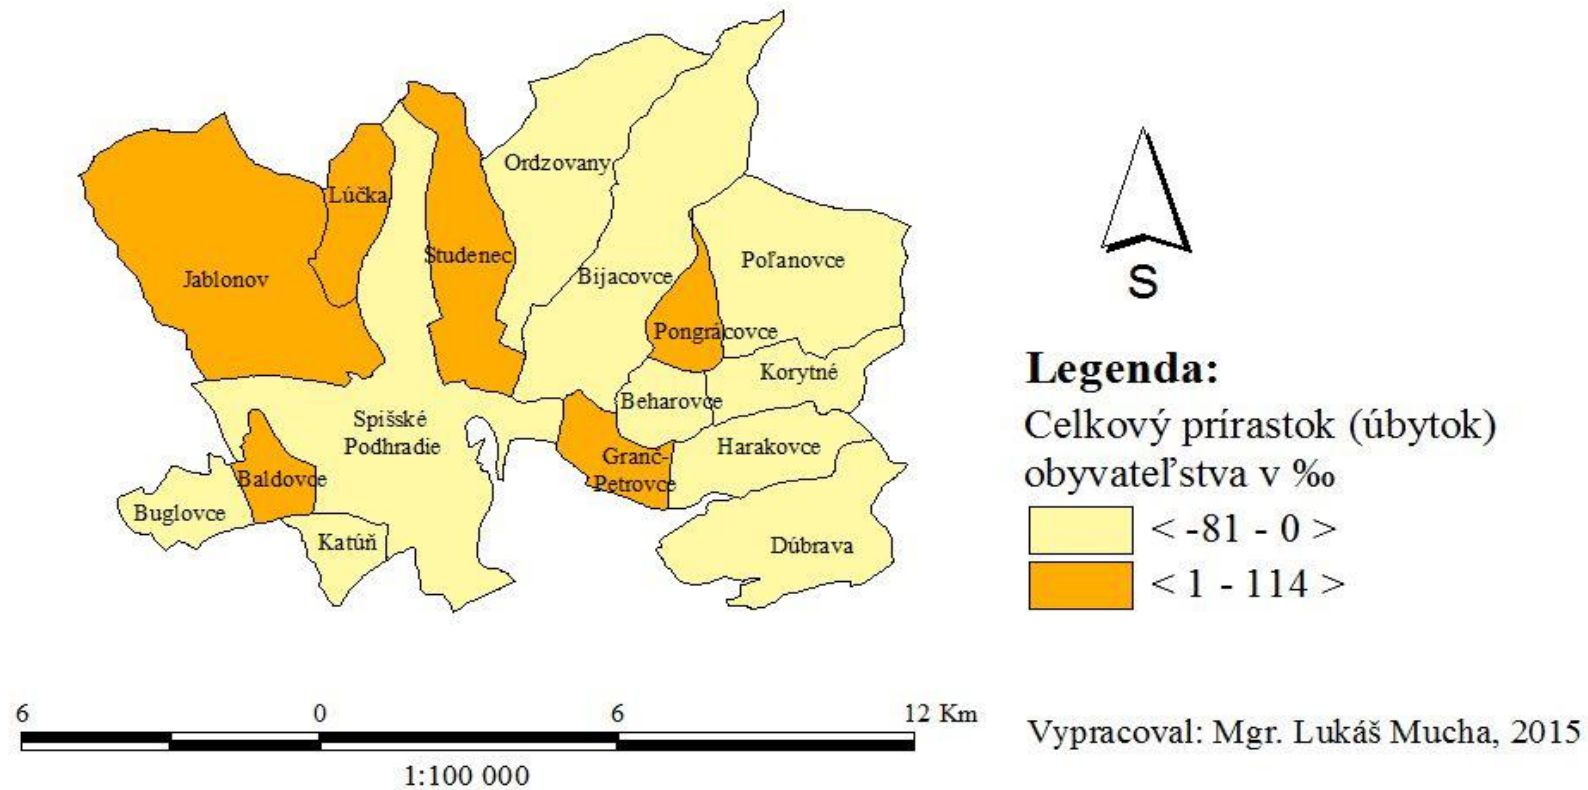 Ordzovany
Lúčka
Studenec
Jablonov
Bijacovce
Poľanovce
Pongrácovce
Korytné
Beharovce
Spišské
Podhradie
Harakovce
Granč-
Petrovce
Baldovce
Buglovce
Katúň
Dúbrava
S
Legenda:
Celkový prírastok (úbytok)
obyvateľstva v ‰
< -81 - 0 >
< 1 - 114 >
6 0 6 12 Km
1:100 000
Vypracoval: Mgr. Lukáš Mucha, 2015